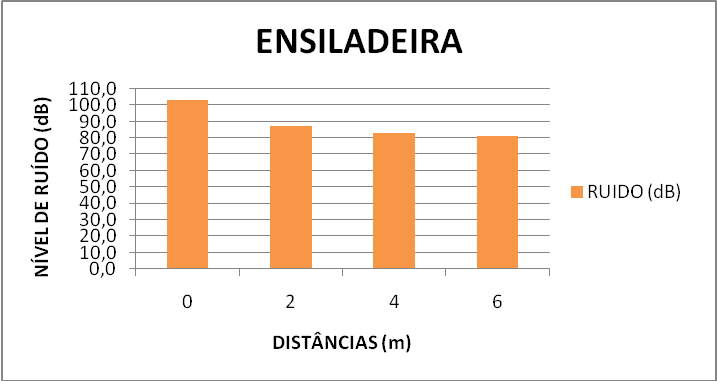 ENSILADEIRA
NÍVEL DE RUÍDO (dB)
110,0
100,0
90,0
80,0
70,0
60,0
50,0
40,0
30,0
20,0
10,0
0,0
0 2 4 6
DISTÂNCIAS (m)
RUIDO (dB)